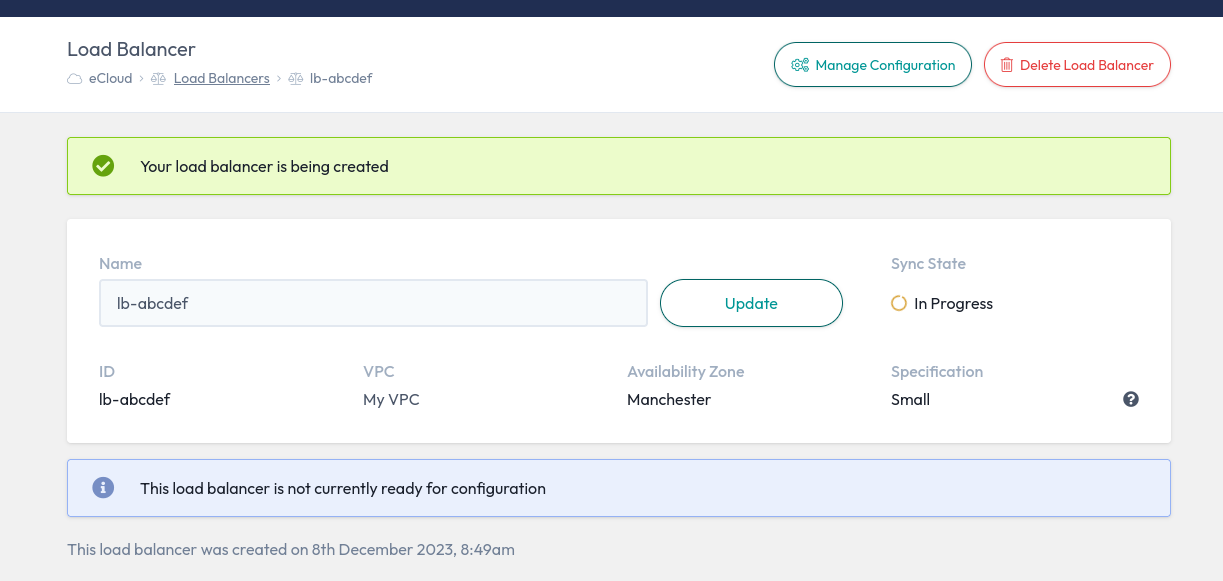 Load Balancer
eCloud › Load Balancers › lb-abcdef
Manage Configuration
Delete Load Balancer
Your load balancer is being created
Name
Sync State
lb-abcdef
Update
In Progress
ID
VPC
Availability Zone
Specification
lb-abcdef
My VPC
Manchester
Small
This load balancer is not currently ready for configuration
This load balancer was created on 8th December 2023, 8:49am